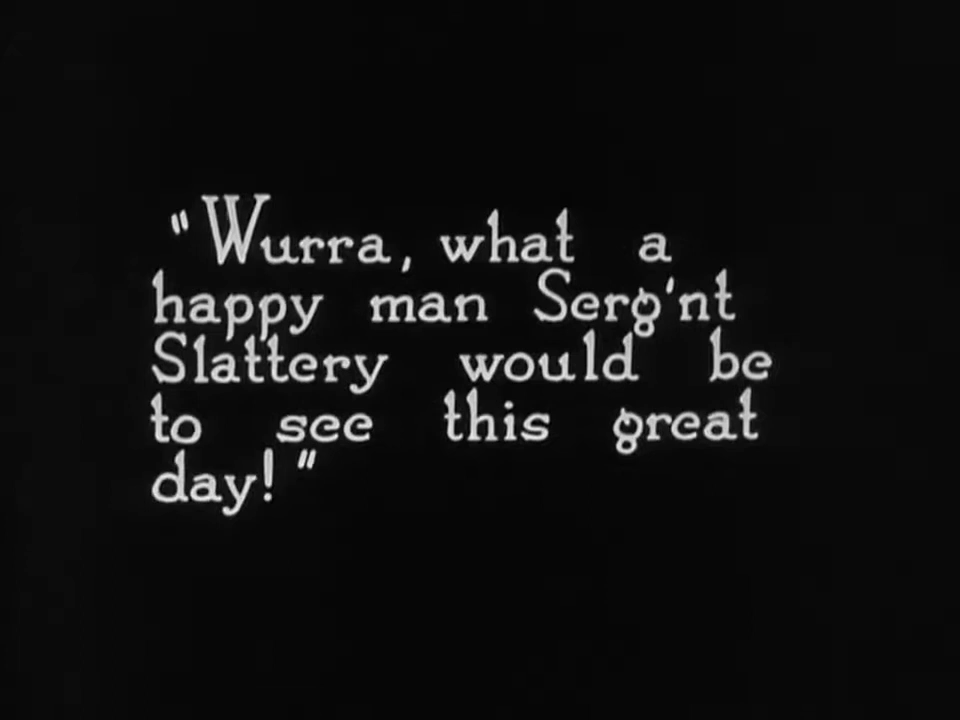 "Wurra, what a
happy man Serg'nt
Slattery would be
to see this great
day!"